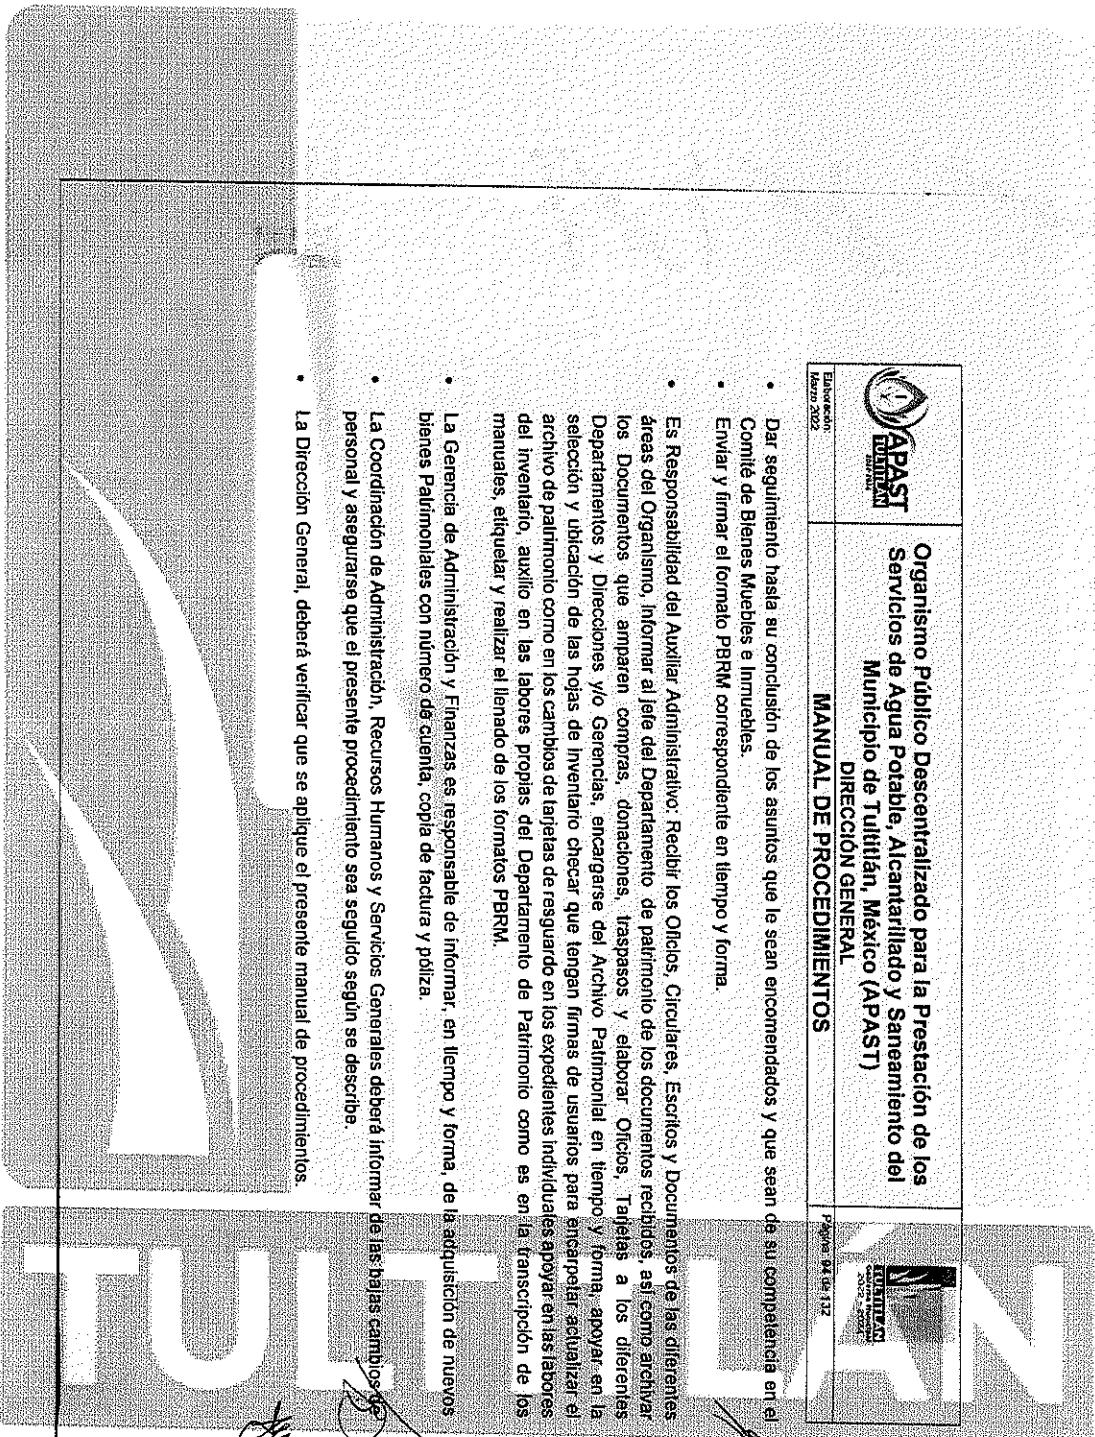 APAST
TULTITLÁN
Organismo Público Descentralizado para la Prestación de los
Servicios de Agua Potable, Alcantarillado y Saneamiento del
Municipio de Tultitlán, México (APAST)
DIRECCIÓN GENERAL
TULTITLÁN
2022 - 2024
Elaboración:
Marzo 2022
MANUAL DE PROCEDIMIENTOS
Página 94 de 132
• Dar seguimiento hasta su conclusión de los asuntos que le sean encomendados y que sean de su competencia en el
Comité de Bienes Muebles e Inmuebles.
• Enviar y firmar el formato PBRM correspondiente en tiempo y forma.
• Es Responsabilidad del Auxiliar Administrativo: Recibir los Oficios, Circulares, Escritos y Documentos de las diferentes
áreas del Organismo, Informar al jefe del Departamento de patrimonio de los documentos recibidos, así como archivar
los Documentos que amparen compras, donaciones, traspasos y elaborar Oficios, Tarjetas a los diferentes
Departamentos y Direcciones y/o Gerencias, encargarse del Archivo Patrimonial en tiempo y forma, apoyar en la
selección y ubicación de las hojas de inventario checar que tengan firmas de usuarios para encarpetar actualizar el
archivo de patrimonio como en los cambios de tarjetas de resguardo en los expedientes individuales apoyar en las labores
del inventario, auxilio en las labores propias del Departamento de Patrimonio como es en la transcripción de los
manuales, etiquetar y realizar el llenado de los formatos PBRM.
• La Gerencia de Administración y Finanzas es responsable de informar, en tiempo y forma, de la adquisición de nuevos
bienes Patrimoniales con número de cuenta, copia de factura y póliza.
• La Coordinación de Administración, Recursos Humanos y Servicios Generales deberá informar de las bajas cambios de
personal y asegurarse que el presente procedimiento sea seguido según se describe.
• La Dirección General, deberá verificar que se aplique el presente manual de procedimientos.
TULTITLÁN